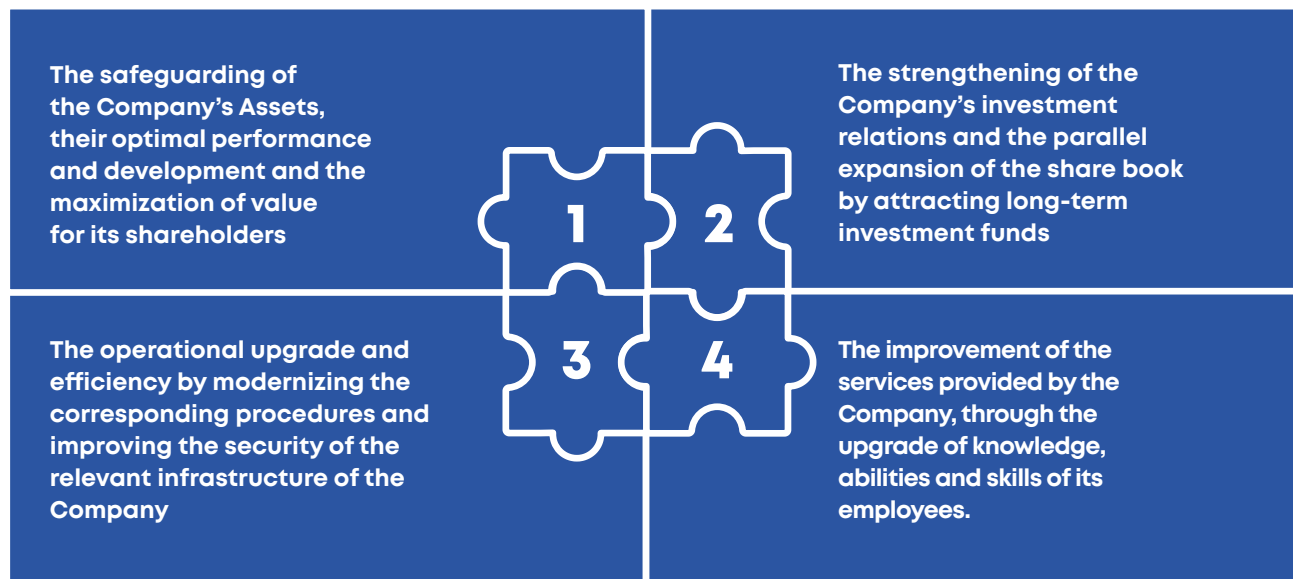 The safeguarding of
the Company's Assets,
their optimal performance
and development and the
maximization of value
for its shareholders
1
The strengthening of the
Company's investment
relations and the parallel
expansion of the share book
by attracting long-term
investment funds
2
The operational upgrade and
efficiency by modernizing the
corresponding procedures and
improving the security of the
relevant infrastructure of the
Company
3
The improvement of the
services provided by the
Company, through the
upgrade of knowledge,
abilities and skills of its
employees.
4